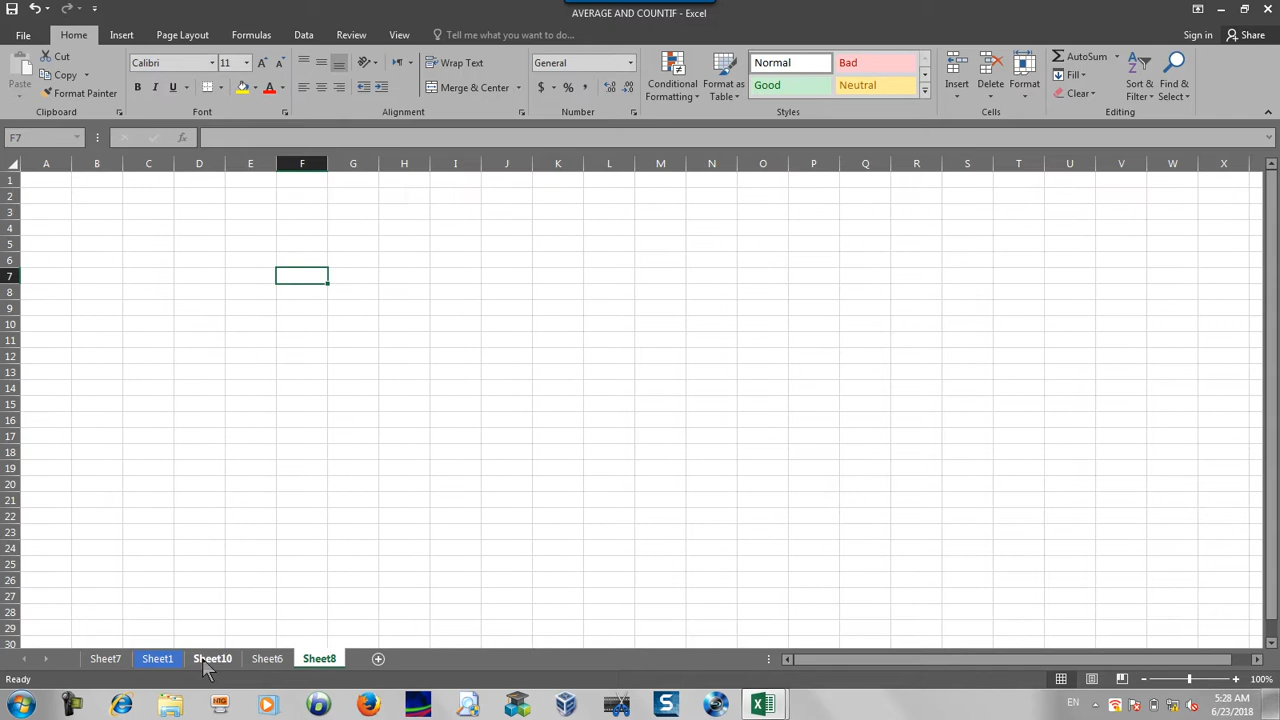 AVERAGE AND COUNTIF - Excel
File Home Insert Page Layout Formulas Data Review View Tell me what you want to do... Sign in Share
Cut
Copy
Format Painter
Paste
Clipboard
Calibri 11 A A
B I U A
Font
Wrap Text
Merge & Center
Alignment
General
$ % ,
Number
Conditional Formatting
Format as Table
Normal Bad
Good Neutral
Styles
Insert Delete Format
Cells
AutoSum
Fill
Clear
Sort & Filter
Find & Select
Editing
F7 fx
A B C D E F G H I J K L M N O P Q R S T U V W X
1
2
3
4
5
6
7
8
9
10
11
12
13
14
15
16
17
18
19
20
21
22
23
24
25
26
27
28
29
30
Sheet7 Sheet1 Sheet10 Sheet6 Sheet8
Ready 100%
EN 5:28 AM
6/23/2018